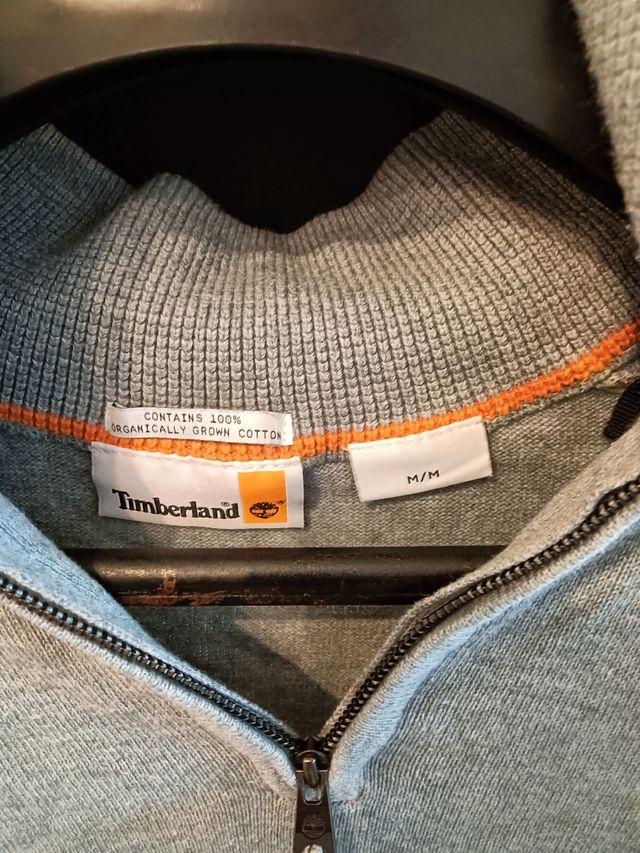 CONTAINS 100%
ORGANICALLY GROWN COTTON
Timberland®
M/M